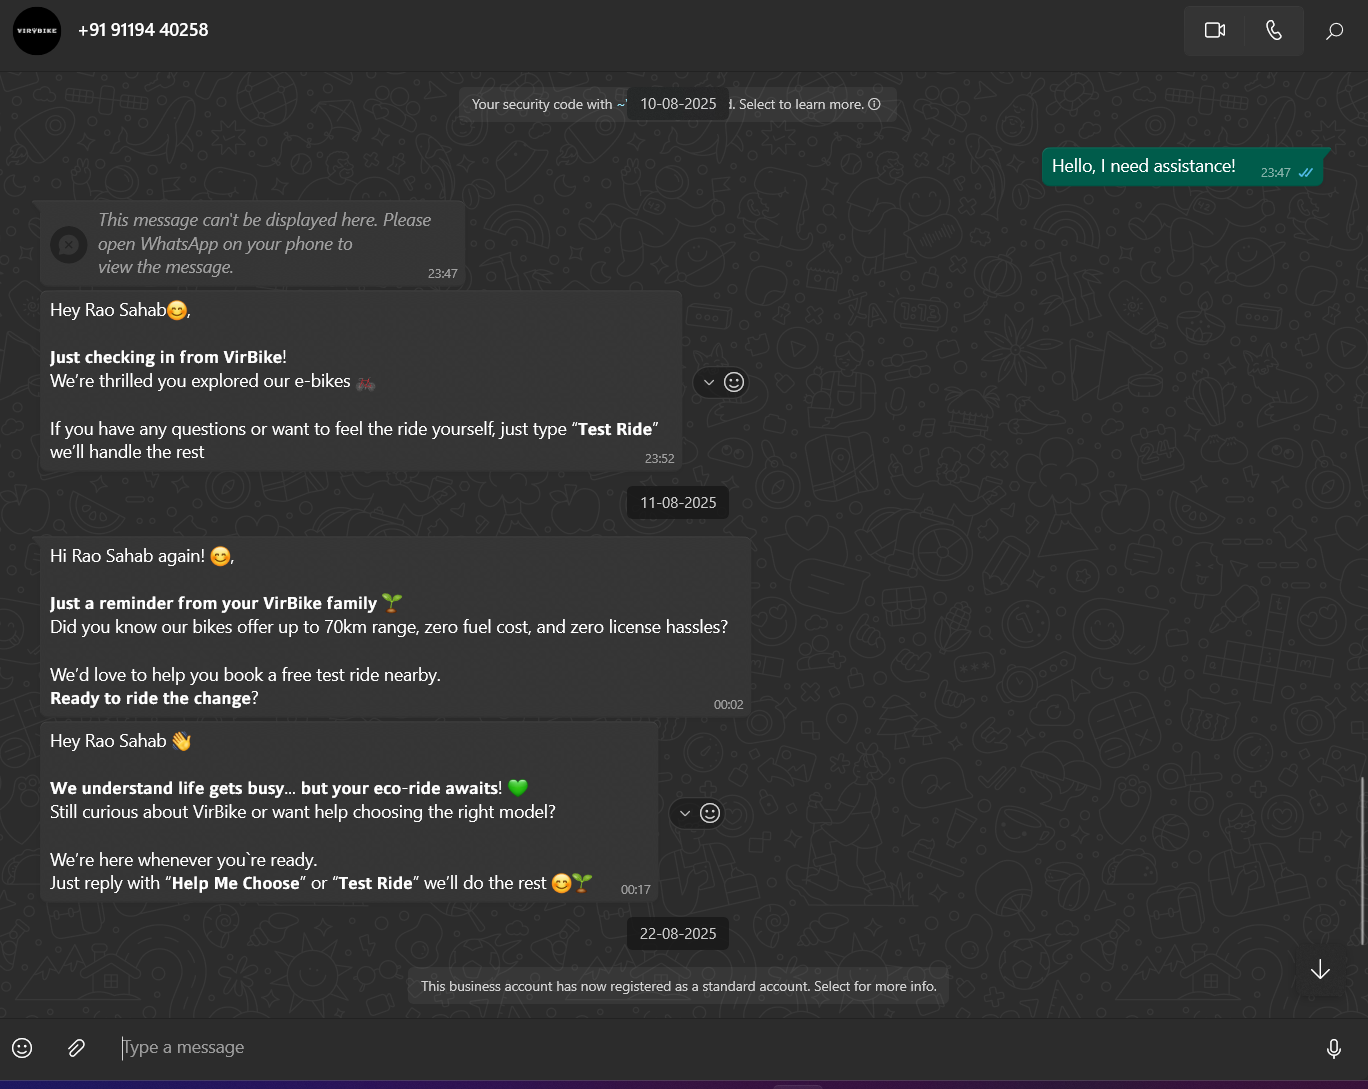 VIRBIKE
+91 91194 40258
Your security code with ~
10-08-2025
d. Select to learn more.
Hello, I need assistance!
23:47
This message can't be displayed here. Please
open WhatsApp on your phone to
view the message.
23:47
Hey Rao Sahab😊,
Just checking in from VirBike!
We’re thrilled you explored our e-bikes 🚲
If you have any questions or want to feel the ride yourself, just type “Test Ride”
we’ll handle the rest
23:52
11-08-2025
Hi Rao Sahab again! 😊,
Just a reminder from your VirBike family 🌱
Did you know our bikes offer up to 70km range, zero fuel cost, and zero license hassles?
We’d love to help you book a free test ride nearby.
Ready to ride the change?
00:02
Hey Rao Sahab 👋
We understand life gets busy… but your eco-ride awaits! 💚
Still curious about VirBike or want help choosing the right model?
We’re here whenever you`re ready.
Just reply with “Help Me Choose” or “Test Ride” we’ll do the rest 😊🌱
00:17
22-08-2025
This business account has now registered as a standard account. Select for more info.
Type a message